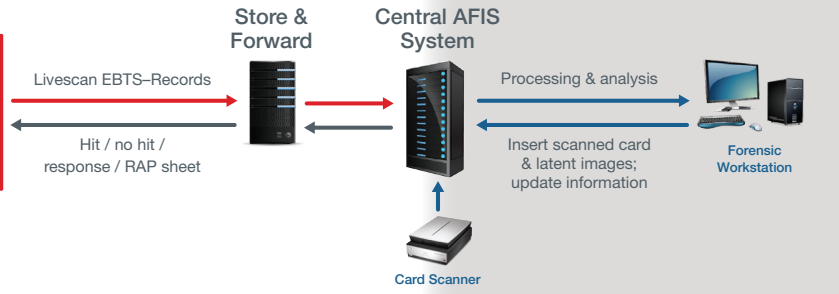 Store &
Forward
Central AFIS
System
Livescan EBTS–Records
Hit / no hit /
response / RAP sheet
Processing & analysis
Insert scanned card
& latent images;
update information
Forensic
Workstation
Card Scanner